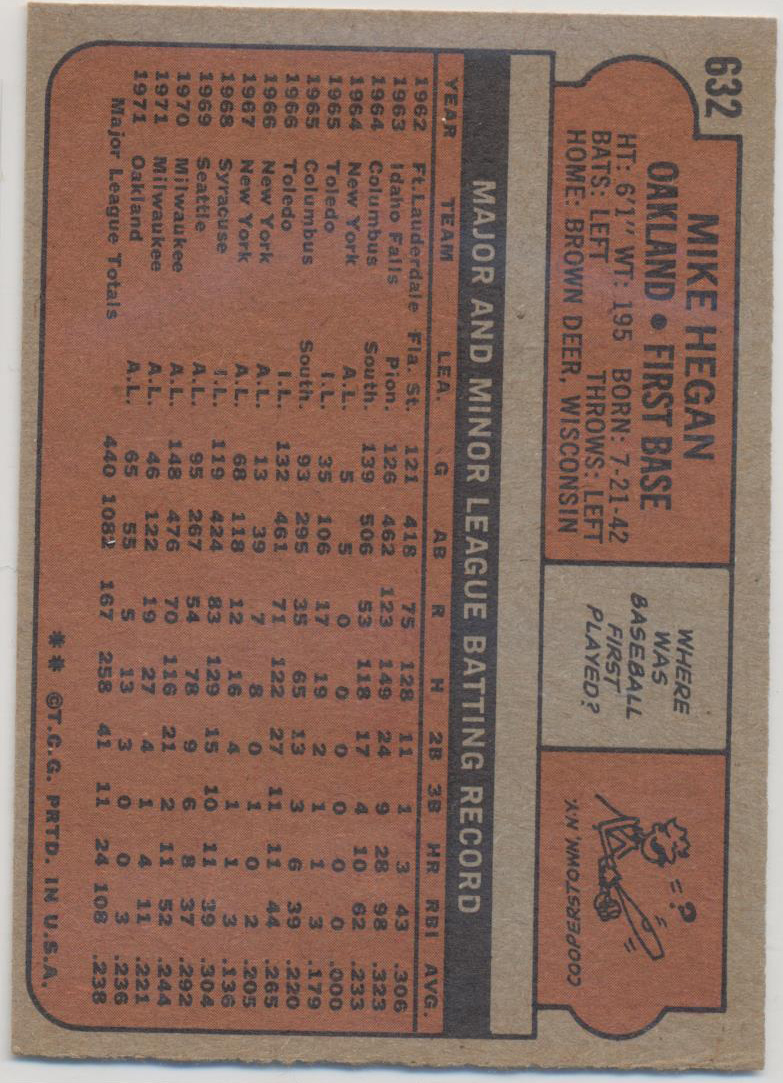 632
MIKE HEGAN
OAKLAND • FIRST BASE
HT: 6'1" WT: 195 BORN: 7-21-42
BATS: LEFT THROWS: LEFT
HOME: BROWN DEER, WISCONSIN
WHERE
WAS
BASEBALL
FIRST
PLAYED?
= ?
COOPERSTOWN, N.Y.
MAJOR AND MINOR LEAGUE BATTING RECORD
YEAR TEAM LEA. G AB R H 2B 3B HR RBI AVG.
1962 Ft.Lauderdale Fla. St. 121 418 75 128 11 1 3 43 .306
1963 Idaho Falls Pion. 126 462 123 149 24 9 28 98 .323
1964 Columbus South. 139 506 53 118 17 4 10 62 .233
1964 New York A.L. 5 5 0 0 0 0 0 0 .000
1965 Toledo I.L. 35 106 17 19 2 1 1 3 .179
1965 Columbus South. 93 295 35 65 13 3 6 39 .220
1966 Toledo I.L. 132 461 71 122 27 11 11 44 .265
1966 New York A.L. 13 39 7 8 0 1 0 2 .205
1967 New York A.L. 68 118 12 16 4 1 1 3 .136
1968 Syracuse I.L. 119 424 83 129 15 10 11 39 .304
1969 Seattle A.L. 95 267 54 78 9 6 8 37 .292
1970 Milwaukee A.L. 148 476 70 116 21 2 11 52 .244
1971 Milwaukee A.L. 46 122 19 27 4 1 4 11 .221
1971 Oakland A.L. 65 55 5 13 3 0 0 3 .236
Major League Totals 440 1082 167 258 41 11 24 108 .238
** ©T.C.G. PRTD. IN U.S.A.